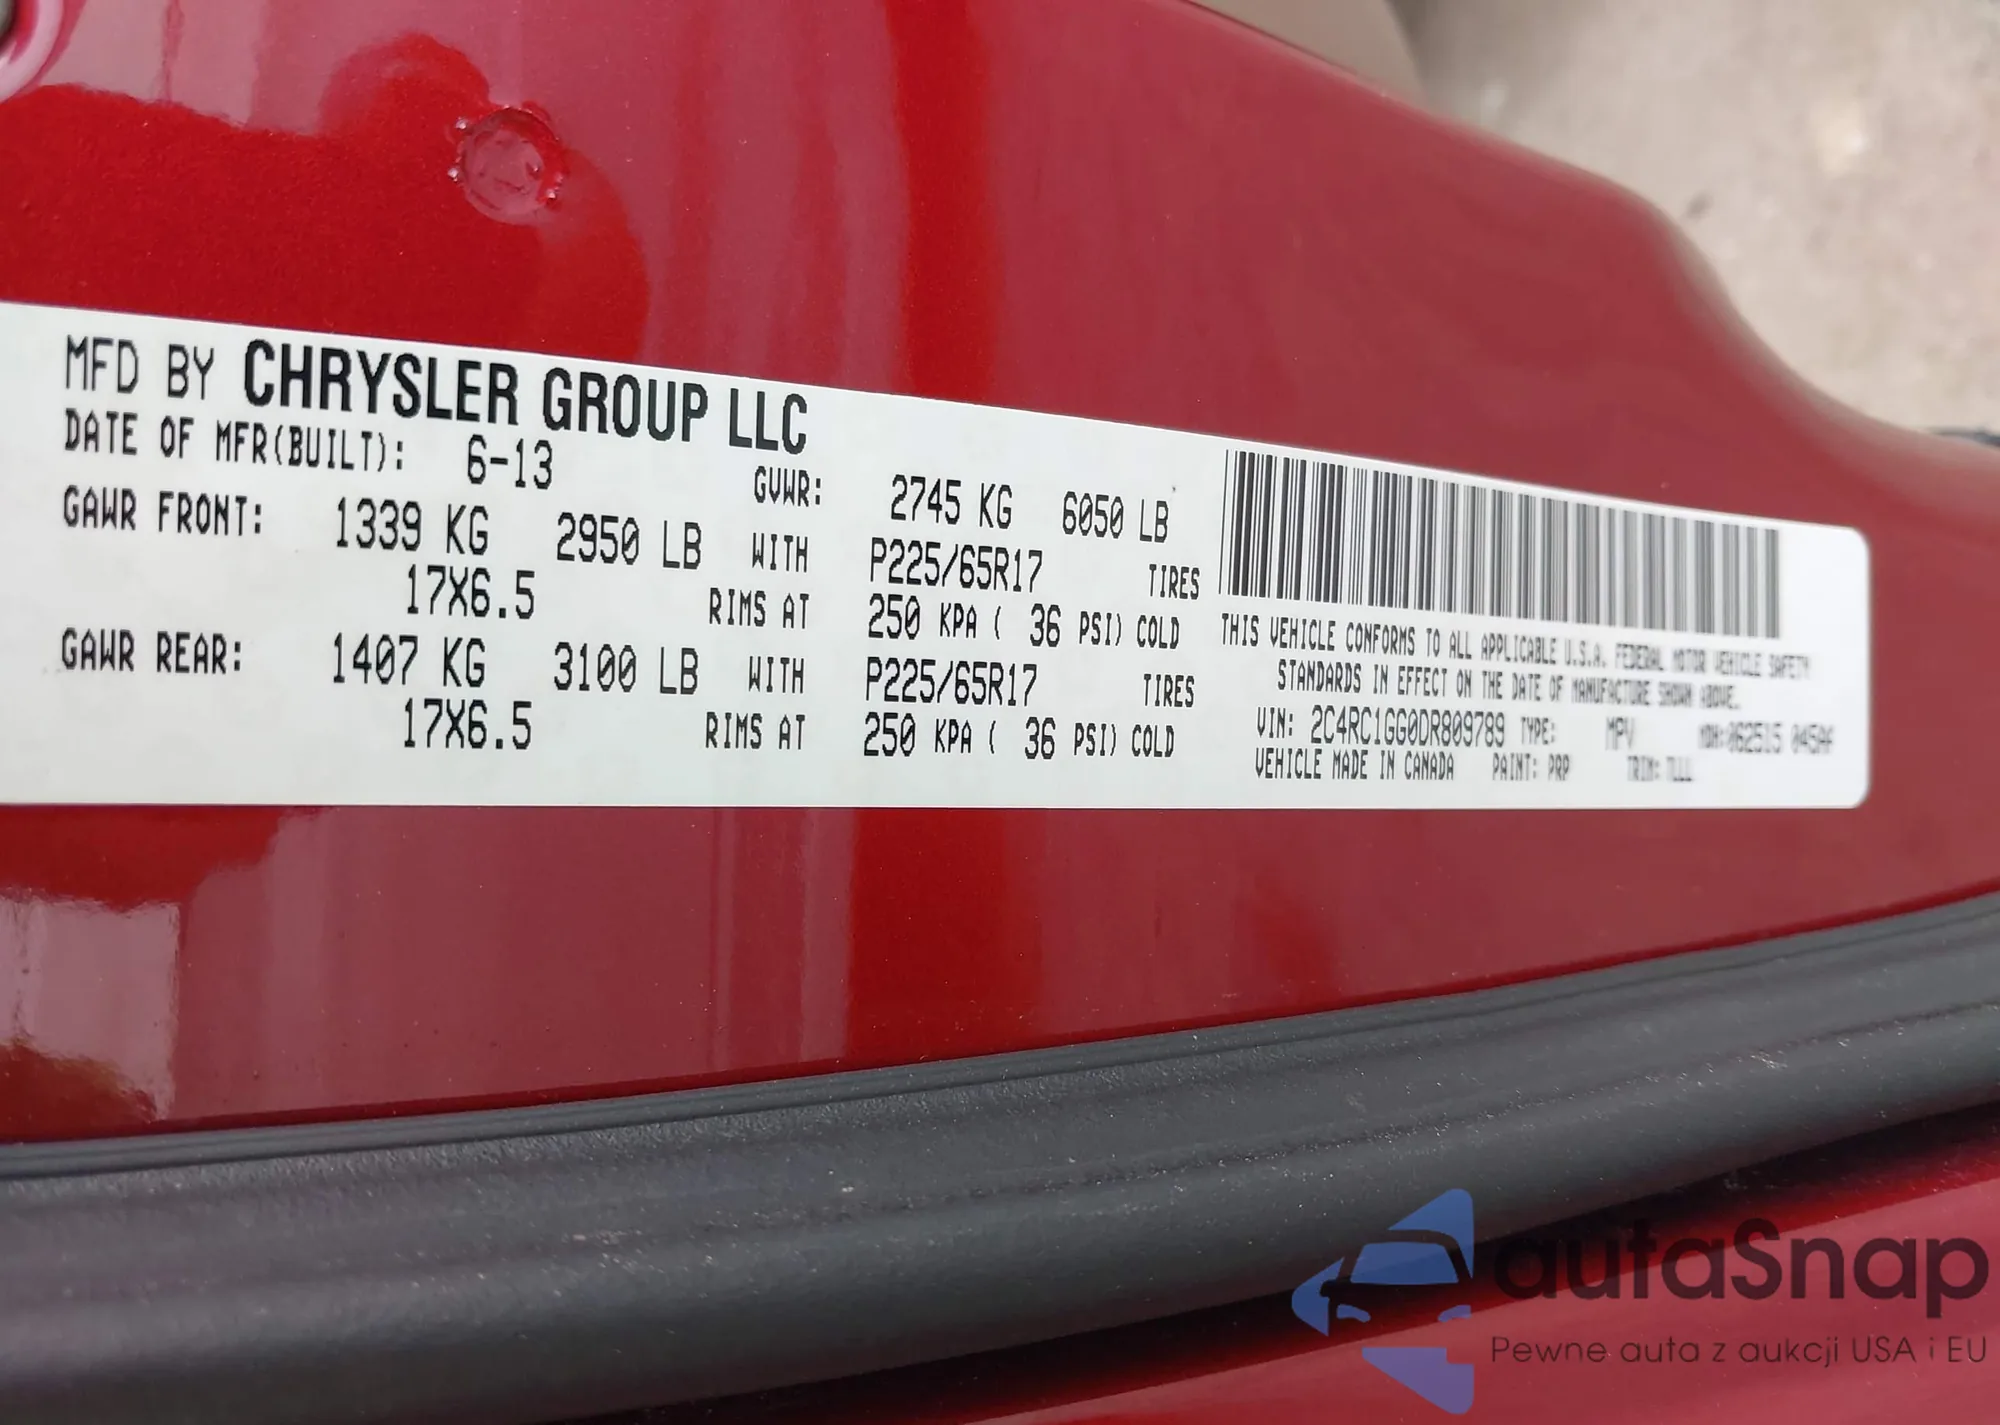 MFD BY CHRYSLER GROUP LLC
DATE OF MFR(BUILT): 6-13 GVWR: 2745 KG 6050 LB
GAWR FRONT: 1339 KG 2950 LB WITH P225/65R17 TIRES
17X6.5 RIMS AT 250 KPA ( 36 PSI) COLD
GAWR REAR: 1407 KG 3100 LB WITH P225/65R17 TIRES
17X6.5 RIMS AT 250 KPA ( 36 PSI) COLD
THIS VEHICLE CONFORMS TO ALL APPLICABLE U.S.A. FEDERAL MOTOR VEHICLE SAFETY
STANDARDS IN EFFECT ON THE DATE OF MANUFACTURE SHOWN ABOVE.
VIN: 2C4RC1GG0DR809789 TYPE: MPV MDH:062515
VEHICLE MADE IN CANADA PAINT: PRP TRIM:
autaSnap
Pewne auta z aukcji USA i EU